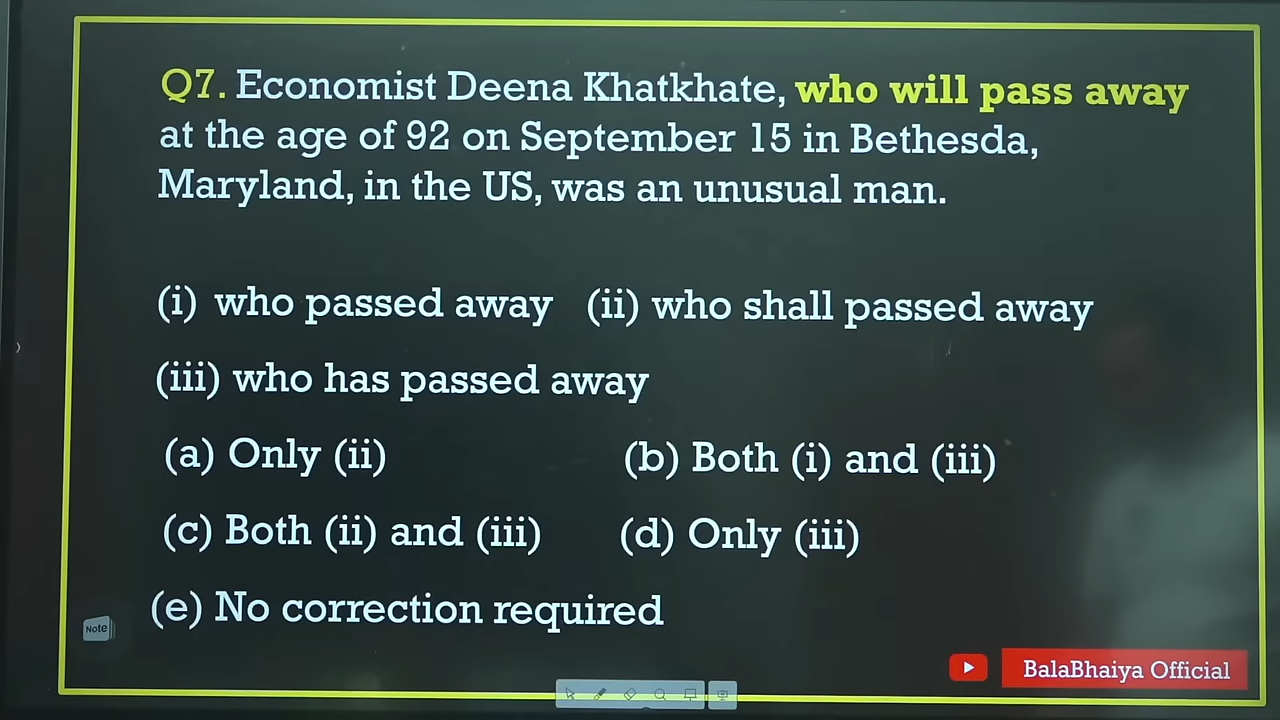 Q7. Economist Deena Khatkhate, who will pass away
at the age of 92 on September 15 in Bethesda,
Maryland, in the US, was an unusual man.
(i) who passed away (ii) who shall passed away
(iii) who has passed away
(a) Only (ii) (b) Both (i) and (iii)
(c) Both (ii) and (iii) (d) Only (iii)
(e) No correction required
Note
BalaBhaiya Official